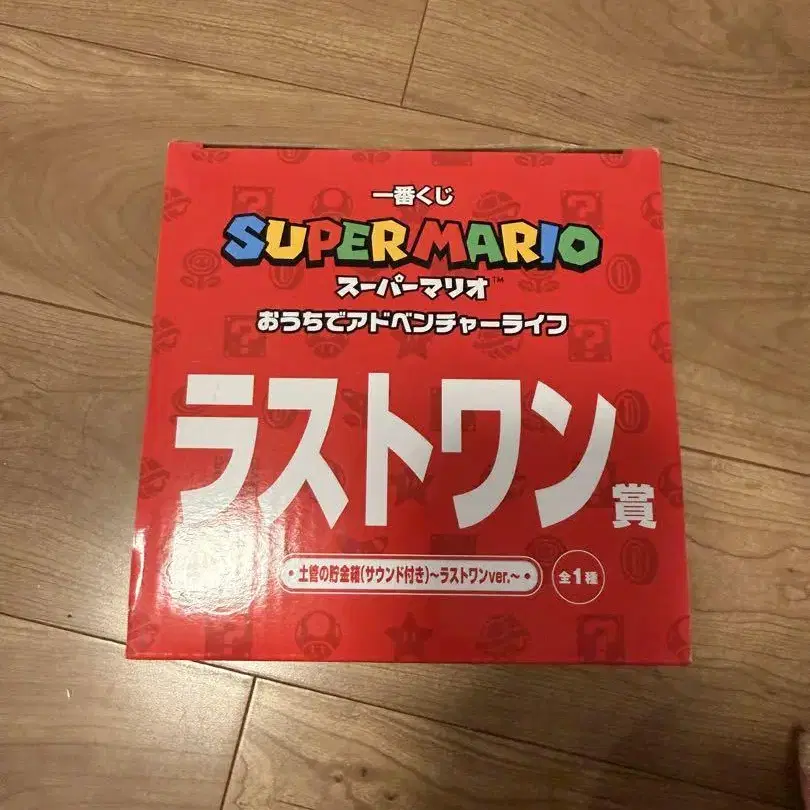 一番くじ
SUPER MARIO
スーパーマリオ™
おうちでアドベンチャーライフ
ラストワン賞
・土管の貯金箱(サウンド付き)~ラストワンver.~・
全1種